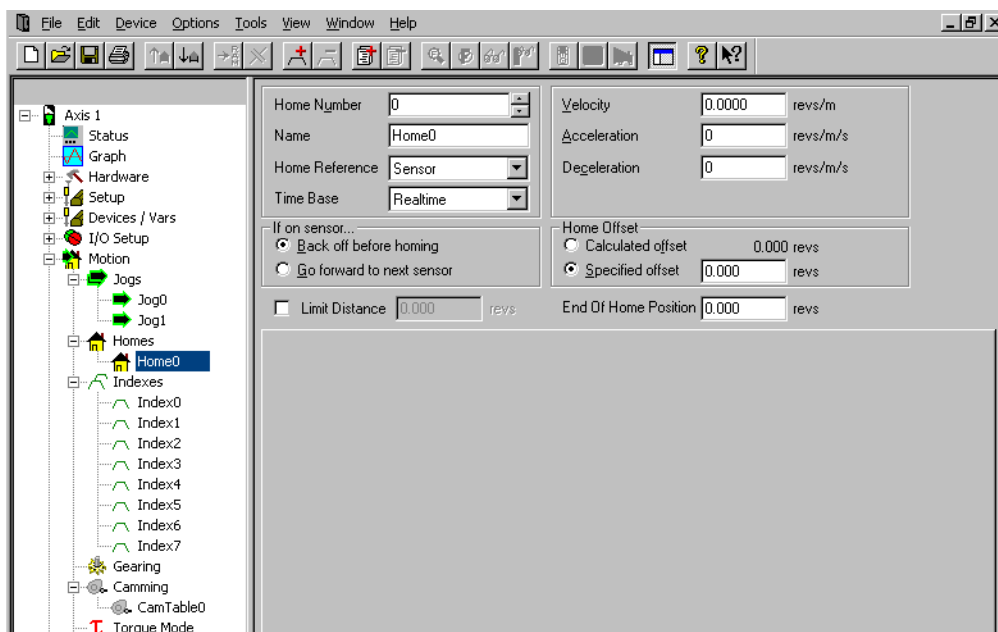 File Edit Device Options Tools View Window Help
Axis 1
Status
Graph
Hardware
Setup
Devices / Vars
I/O Setup
Motion
Jogs
Jog0
Jog1
Homes
Home0
Indexes
Index0
Index1
Index2
Index3
Index4
Index5
Index6
Index7
Gearing
Camming
CamTable0
Torque Mode
Home Number 0
Name Home0
Home Reference Sensor
Time Base Realtime
Velocity 0.0000 revs/m
Acceleration 0 revs/m/s
Deceleration 0 revs/m/s
If on sensor...
Back off before homing
Go forward to next sensor
Home Offset
Calculated offset 0.000 revs
Specified offset 0.000 revs
Limit Distance 0.000 revs
End Of Home Position 0.000 revs